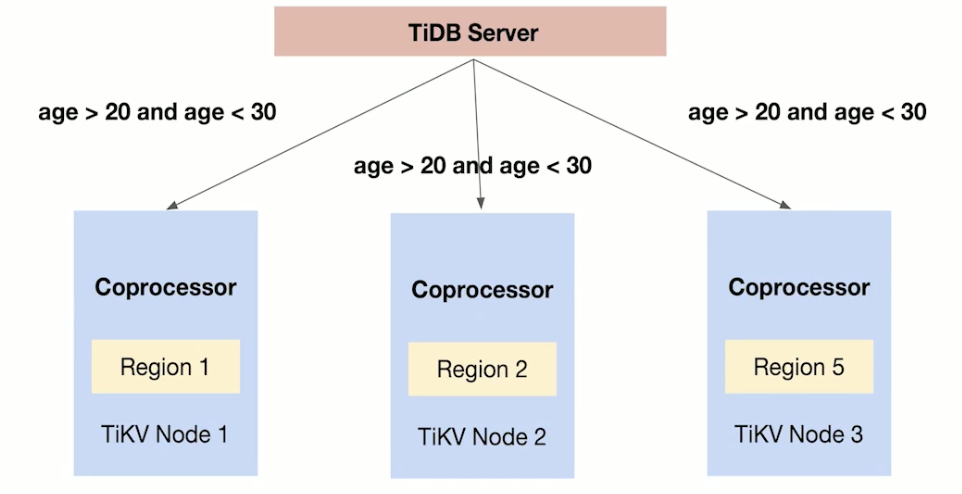 TiDB Server
age > 20 and age < 30
age > 20 and age < 30
age > 20 and age < 30
Coprocessor
Region 1
TiKV Node 1
Coprocessor
Region 2
TiKV Node 2
Coprocessor
Region 5
TiKV Node 3